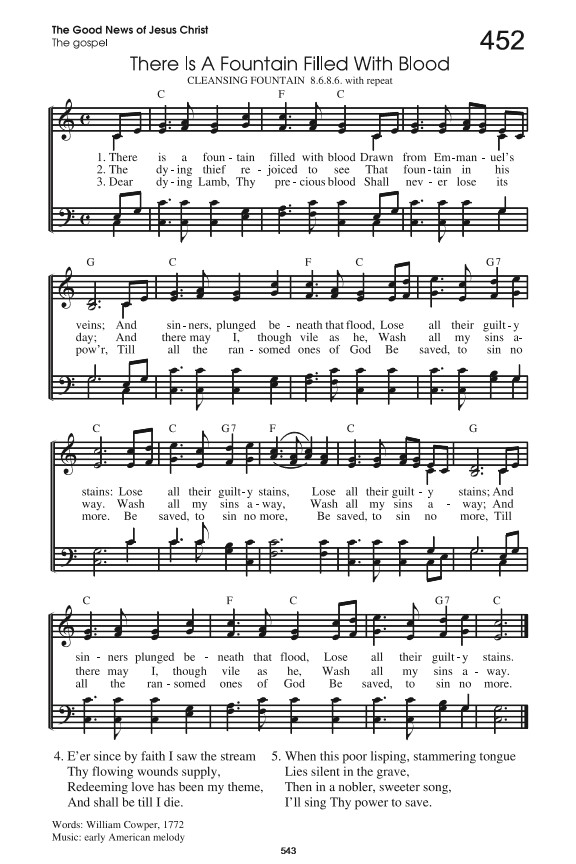 The Good News of Jesus Christ
The gospel
452
There Is A Fountain Filled With Blood
CLEANSING FOUNTAIN 8.6.8.6. with repeat
C F C
1. There is a foun - tain filled with blood Drawn from Em - man - uel's
2. The dy - ing thief re - joiced to see That foun - tain in his
3. Dear dy - ing Lamb, Thy pre - cious blood Shall nev - er lose its
G C F C G7
veins; And sin - ners, plunged be - neath that flood, Lose all their guilt - y
day; And there may I, though vile as he, Wash all my sins a-
pow'r, Till all the ran - somed ones of God Be saved, to sin no
C C G7 F C G
stains: Lose all their guilt - y stains, Lose all their guilt - y stains; And
way. Wash all my sins a - way, Wash all my sins a - way; And
more. Be saved, to sin no more, Be saved, to sin no more, Till
C F C G7 C
sin - ners plunged be - neath that flood, Lose all their guilt - y stains.
there may I, though vile as he, Wash all my sins a - way.
all the ran - somed ones of God Be saved, to sin no more.
4. E'er since by faith I saw the stream
Thy flowing wounds supply,
Redeeming love has been my theme,
And shall be till I die.
5. When this poor lisping, stammering tongue
Lies silent in the grave,
Then in a nobler, sweeter song,
I'll sing Thy power to save.
Words: William Cowper, 1772
Music: early American melody
543